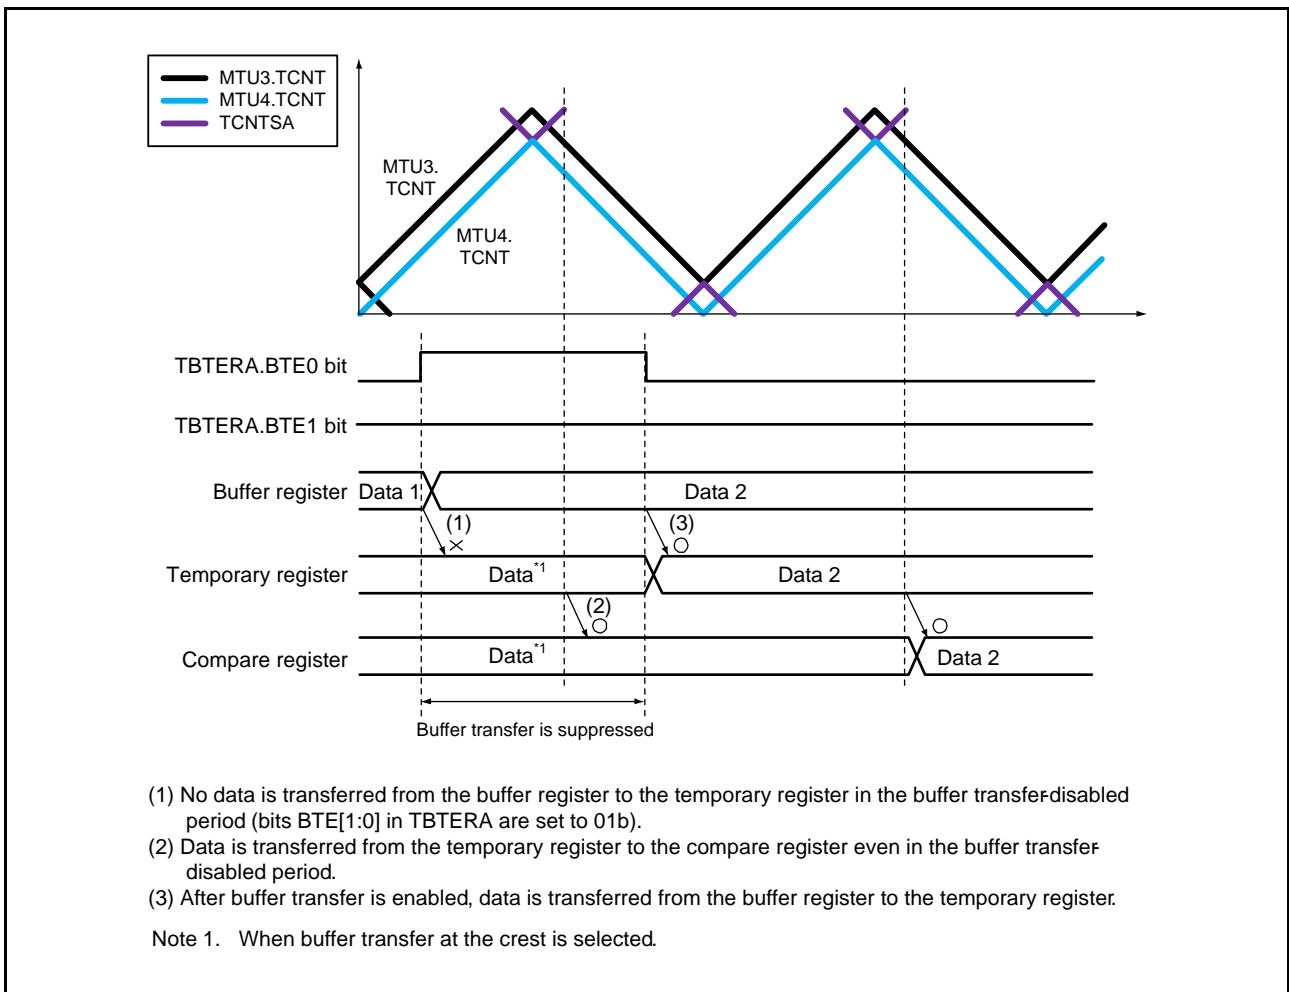 MTU3.TCNT
MTU4.TCNT
TCNTSA
MTU3.
TCNT
MTU4.
TCNT
TBTERA.BTE0 bit
TBTERA.BTE1 bit
Buffer register
Data 1
Data 2
(1)
(3)
Temporary register
Data*1
Data 2
(2)
Compare register
Data*1
Data 2
Buffer transfer is suppressed
(1) No data is transferred from the buffer register to the temporary register in the buffer transfer-disabled
period (bits BTE[1:0] in TBTERA are set to 01b).
(2) Data is transferred from the temporary register to the compare register even in the buffer transfer-
disabled period.
(3) After buffer transfer is enabled, data is transferred from the buffer register to the temporary register.
Note 1. When buffer transfer at the crest is selected.